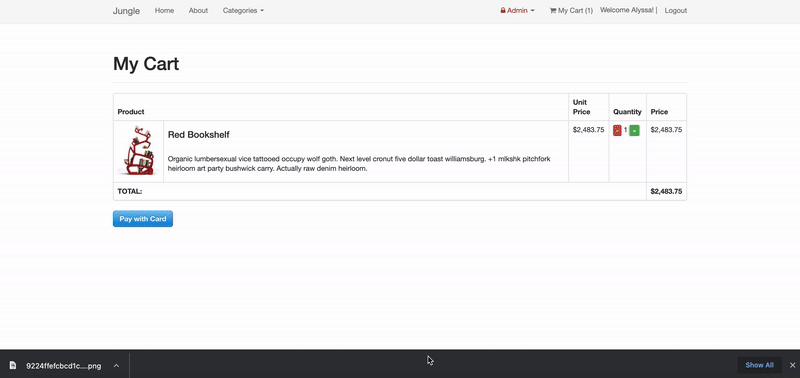 Jungle Home About Categories Admin My Cart (1) Welcome Alyssa! | Logout
My Cart
Product Unit Price Quantity Price
Red Bookshelf $2,483.75 1 $2,483.75
Organic lumbersexual vice tattooed occupy wolf goth. Next level cronut five dollar toast williamsburg. +1 mlkshk pitchfork
heirloom art party bushwick carry. Actually raw denim heirloom.
TOTAL: $2,483.75
Pay with Card
9224ffefcbcd1c....png Show All